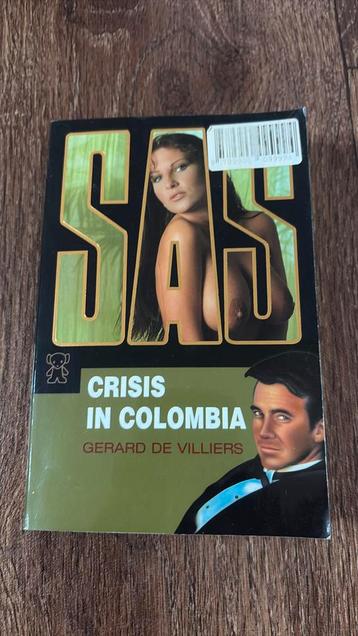 SAS
CRISIS
IN COLOMBIA
GERARD DE VILLIERS